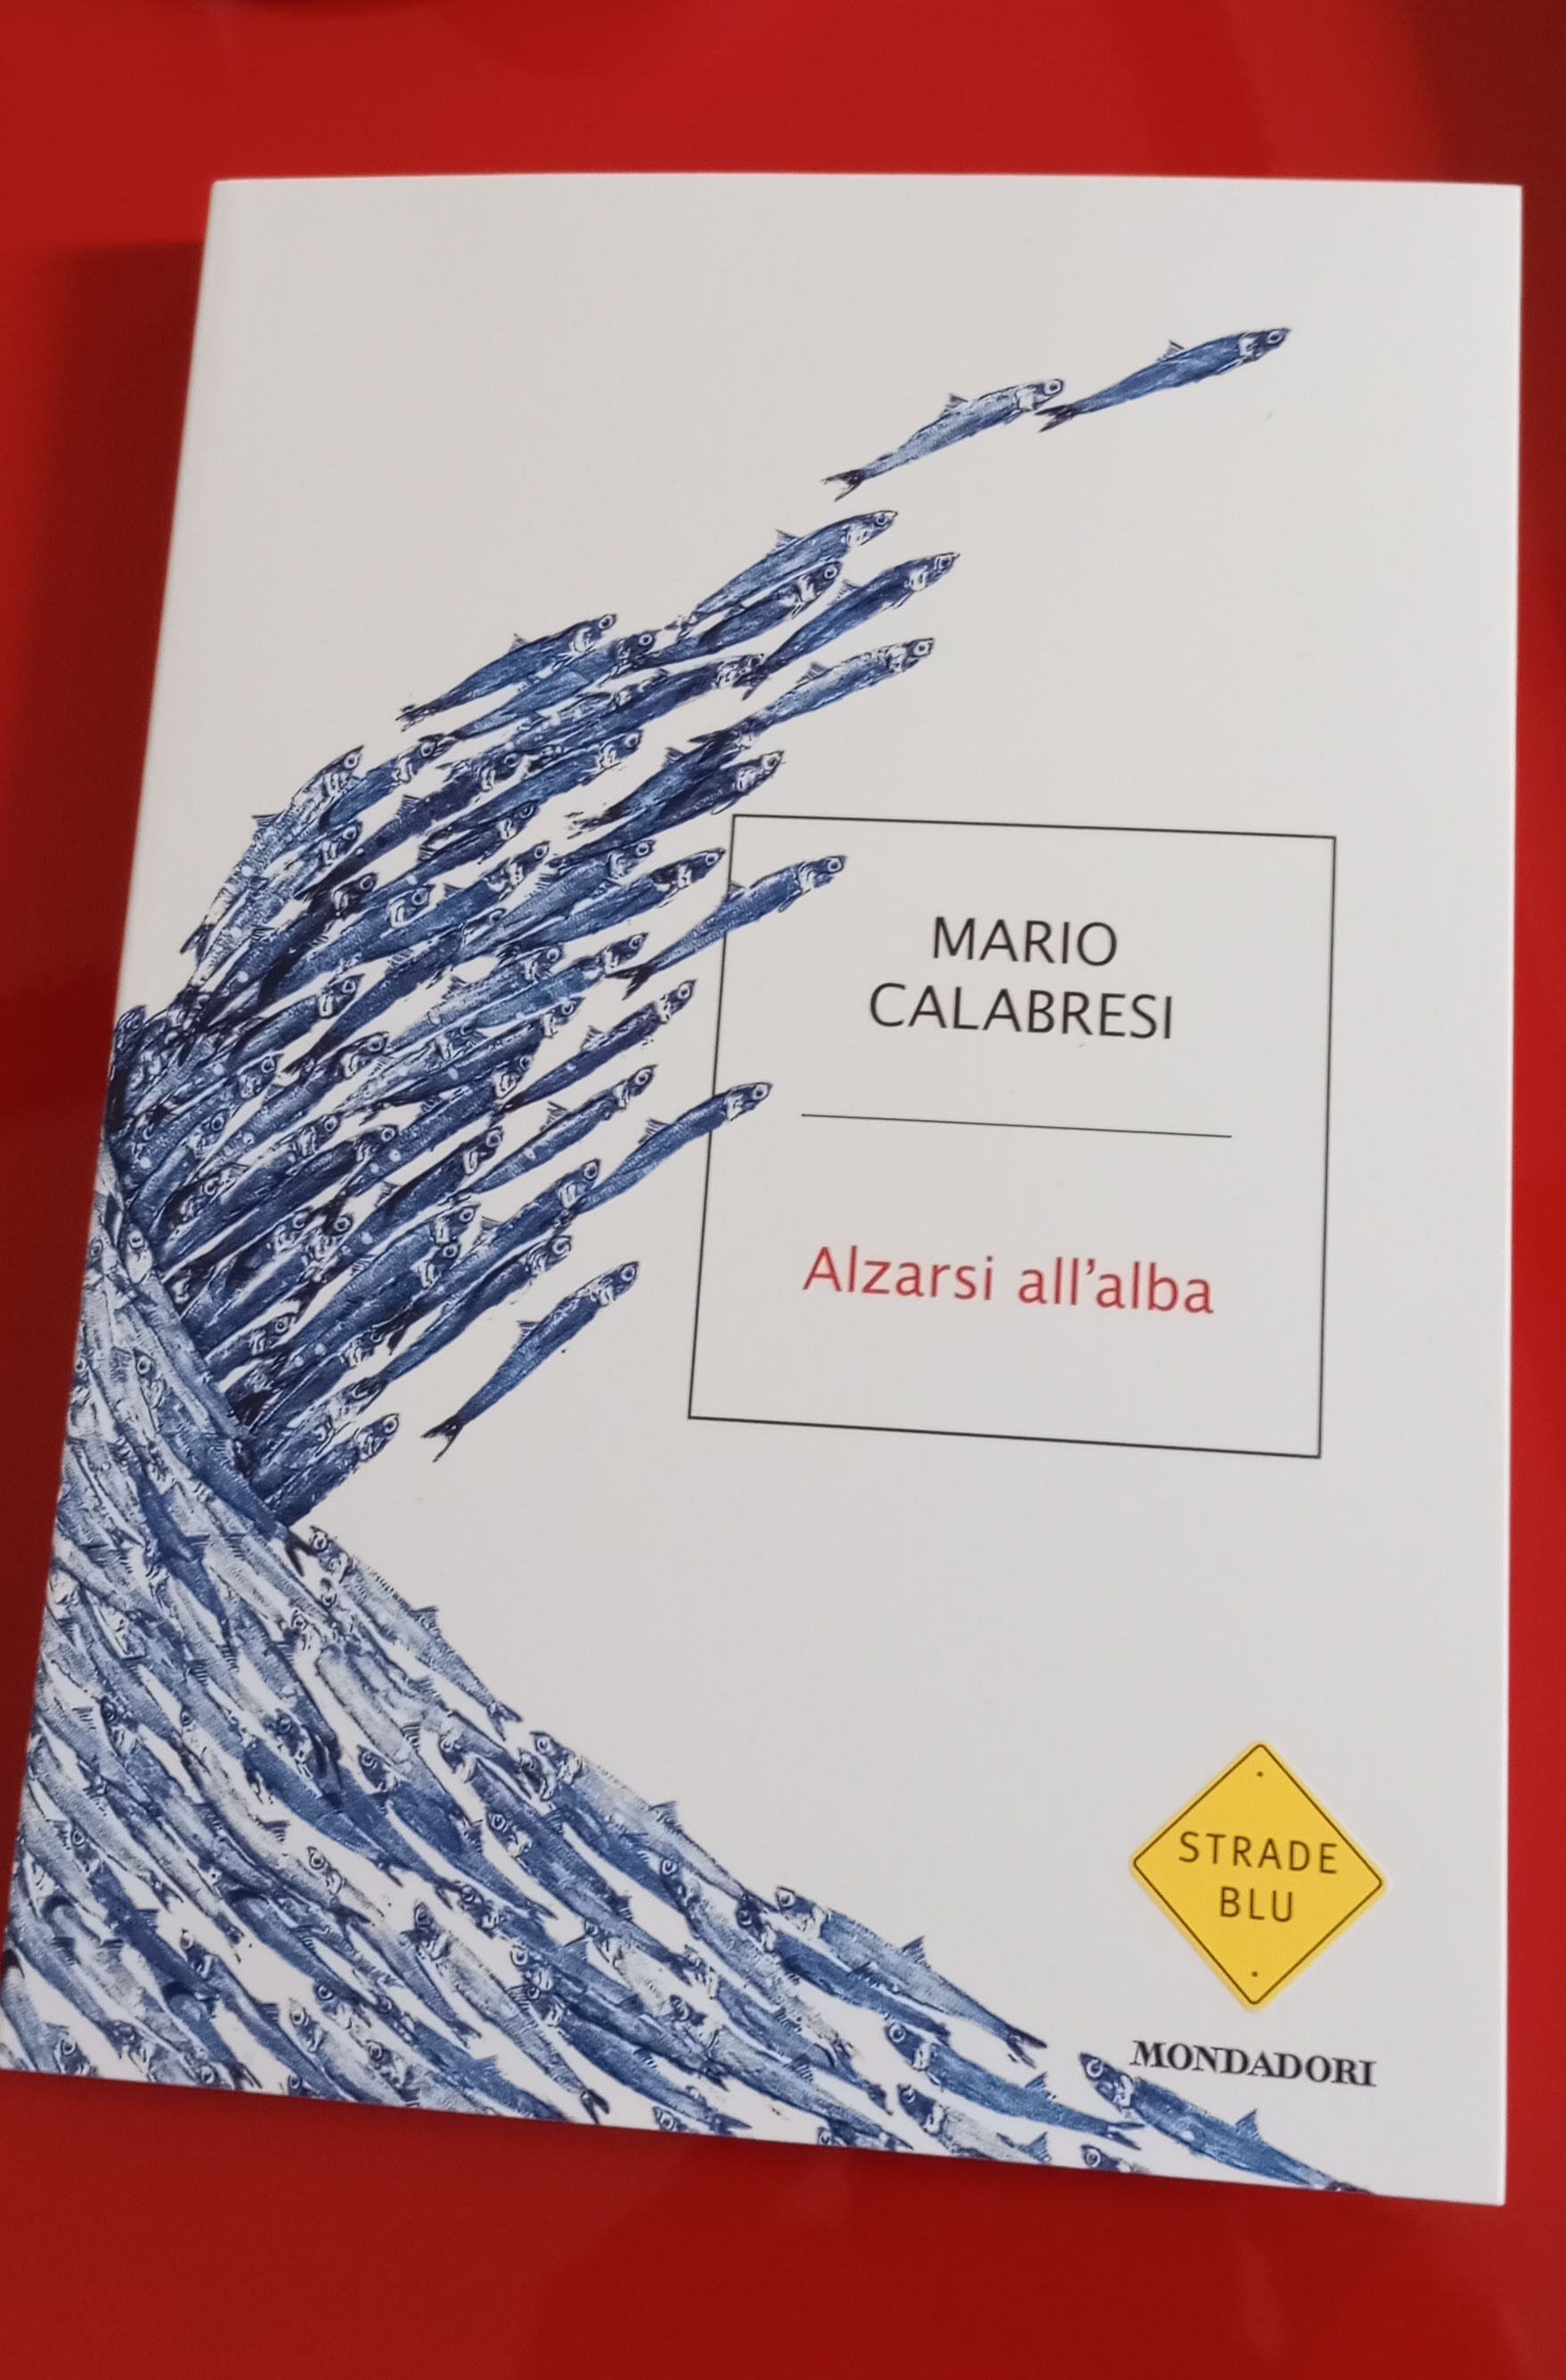 MARIO
CALABRESI
Alzarsi all’alba
STRADE
BLU
MONDADORI